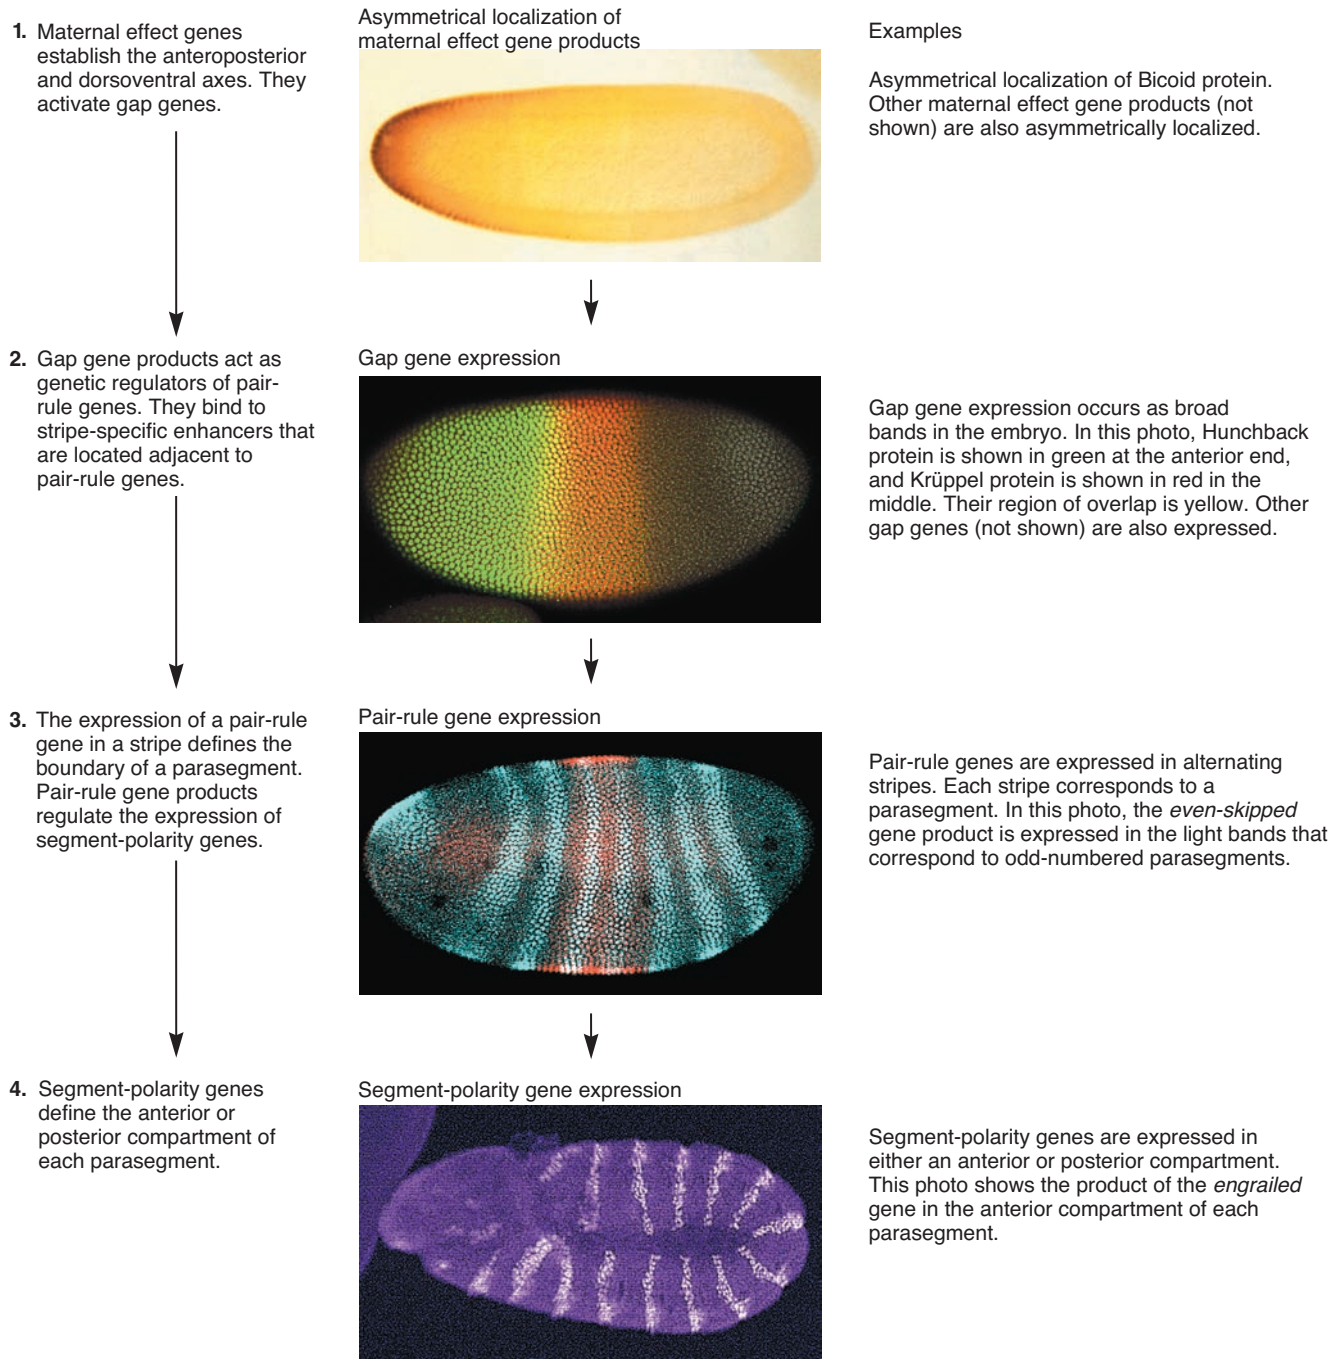 1. Maternal effect genes
establish the anteroposterior
and dorsoventral axes. They
activate gap genes.
Asymmetrical localization of
maternal effect gene products
Examples
Asymmetrical localization of Bicoid protein.
Other maternal effect gene products (not
shown) are also asymmetrically localized.
2. Gap gene products act as
genetic regulators of pair-
rule genes. They bind to
stripe-specific enhancers that
are located adjacent to
pair-rule genes.
Gap gene expression
Gap gene expression occurs as broad
bands in the embryo. In this photo, Hunchback
protein is shown in green at the anterior end,
and Krüppel protein is shown in red in the
middle. Their region of overlap is yellow. Other
gap genes (not shown) are also expressed.
3. The expression of a pair-rule
gene in a stripe defines the
boundary of a parasegment.
Pair-rule gene products
regulate the expression of
segment-polarity genes.
Pair-rule gene expression
Pair-rule genes are expressed in alternating
stripes. Each stripe corresponds to a
parasegment. In this photo, the even-skipped
gene product is expressed in the light bands that
correspond to odd-numbered parasegments.
4. Segment-polarity genes
define the anterior or
posterior compartment of
each parasegment.
Segment-polarity gene expression
Segment-polarity genes are expressed in
either an anterior or posterior compartment.
This photo shows the product of the engrailed
gene in the anterior compartment of each
parasegment.